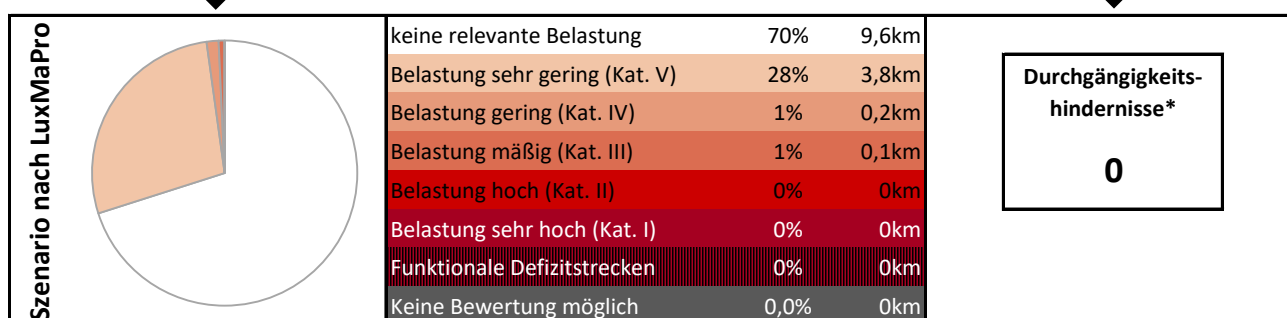 Szenario nach LuxMaPro
keine relevante Belastung 70% 9,6km
Belastung sehr gering (Kat. V) 28% 3,8km
Belastung gering (Kat. IV) 1% 0,2km
Belastung mäßig (Kat. III) 1% 0,1km
Belastung hoch (Kat. II) 0% 0km
Belastung sehr hoch (Kat. I) 0% 0km
Funktionale Defizitstrecken 0% 0km
Keine Bewertung möglich 0,0% 0km
Durchgängigkeits-
hindernisse*
0